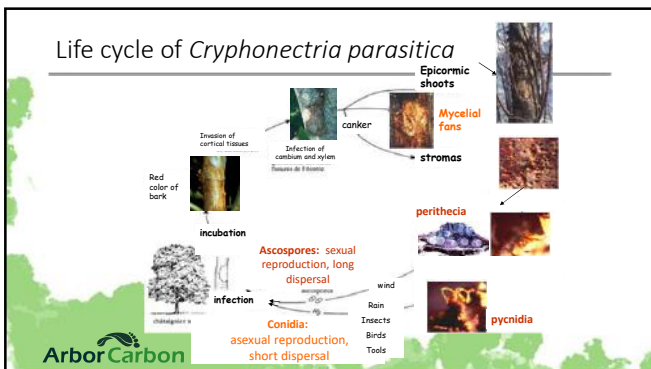 Life cycle of Cryphonectria parasitica
Epicormic
shoots
Mycelial
fans
canker
stromas
Invasion of
cortical tissues
Infection of
cambium and xylem
Red
color of
bark
incubation
perithecia
Ascospores: sexual
reproduction, long
dispersal
infection
wind
Rain
Insects
Birds
Tools
Conidia:
asexual reproduction,
short dispersal
pycnidia
ArborCarbon